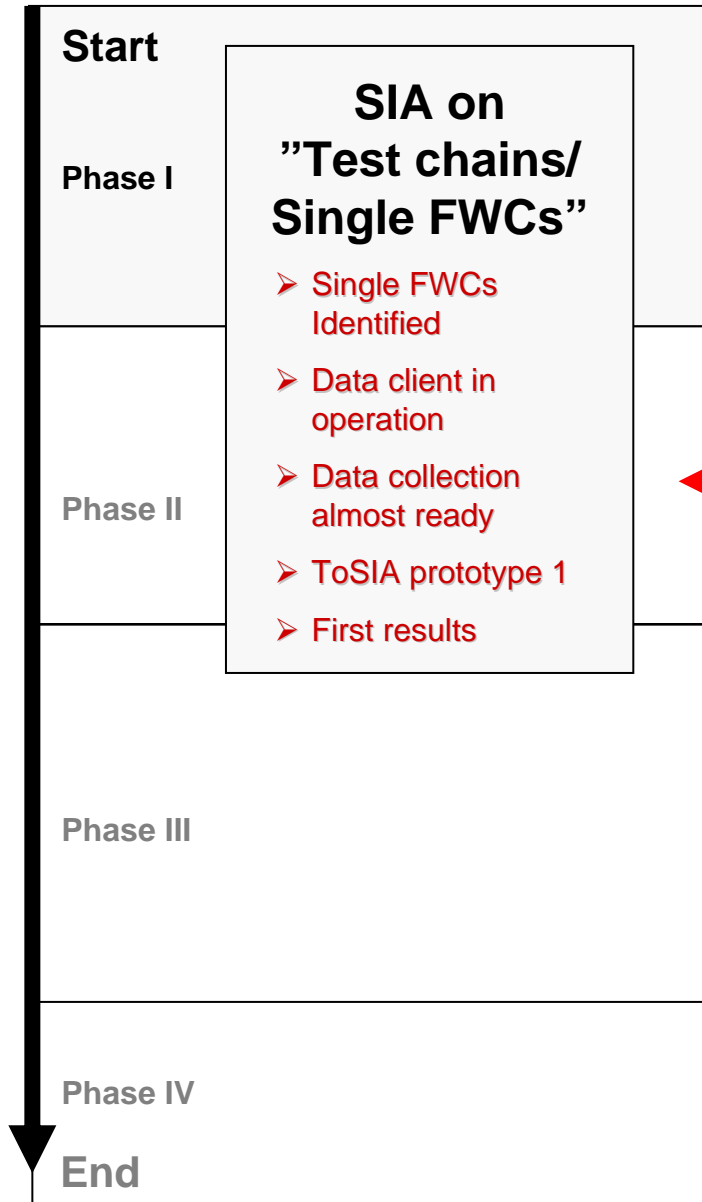 Start
Phase I
SIA on
”Test chains/
Single FWCs”
➢ Single FWCs
Identified
➢ Data client in
operation
➢ Data collection
almost ready
➢ ToSIA prototype 1
➢ First results
Phase II
Phase III
Phase IV
End